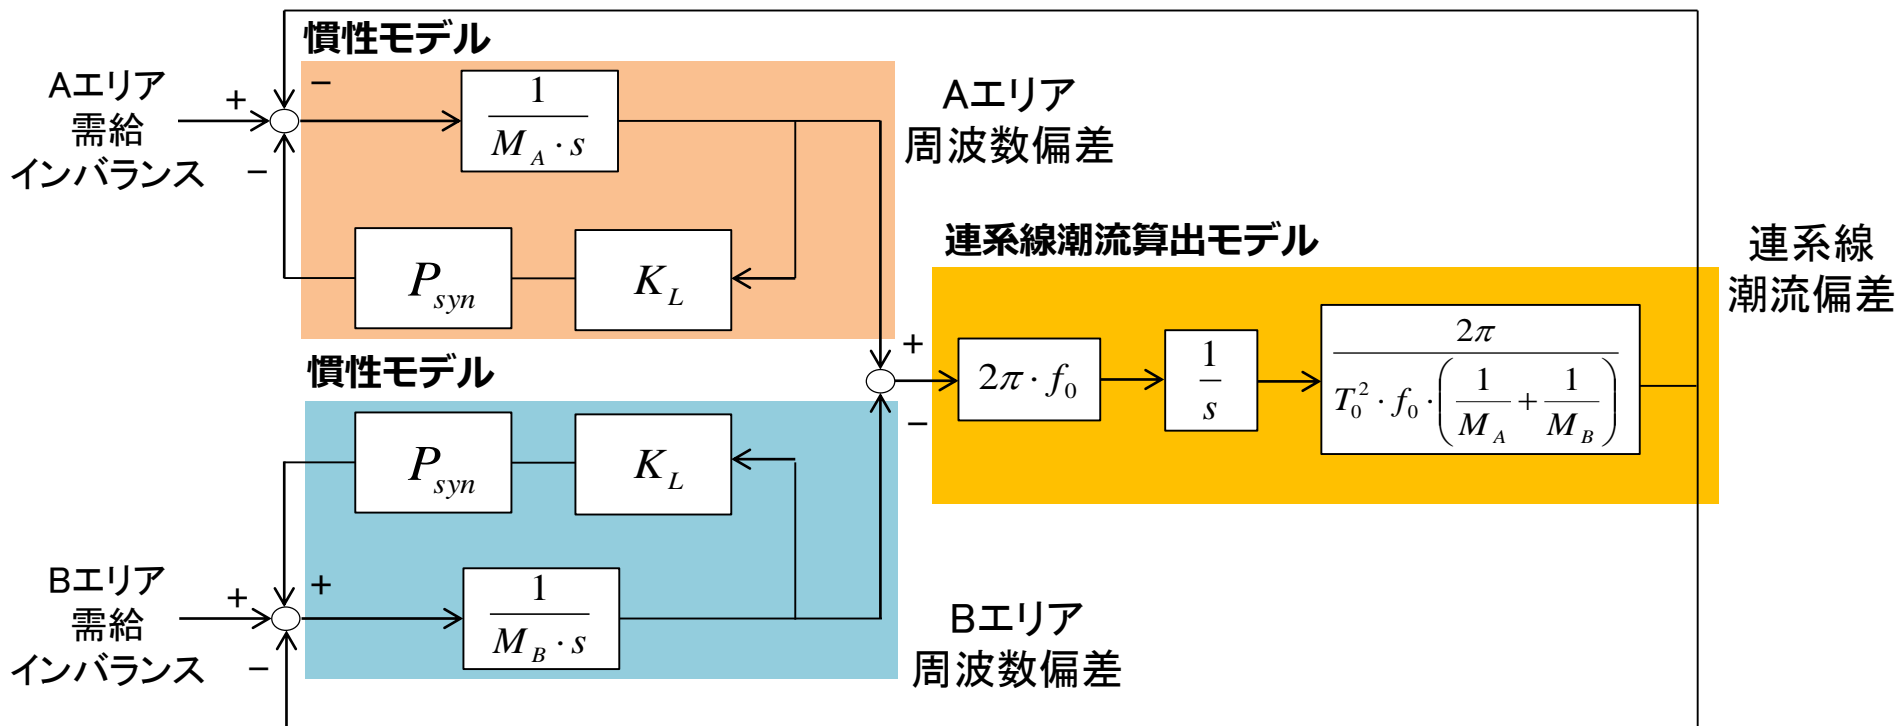 慣性モデル
Aエリア
需給
インバランス
+
−
−
1
M_A · s
P_syn
K_L
Aエリア
周波数偏差
慣性モデル
P_syn
K_L
Bエリア
需給
インバランス
+
+
−
1
M_B · s
Bエリア
周波数偏差
連系線潮流算出モデル
+
−
2π · f_0
1
s
2π
T_0^2 · f_0 · (1/M_A + 1/M_B)
連系線
潮流偏差